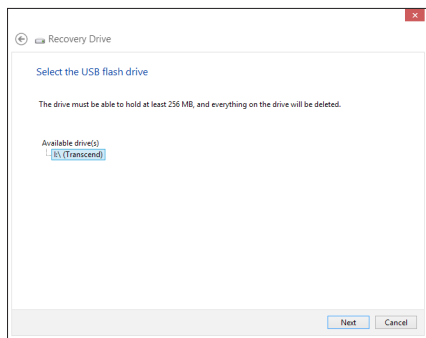 Recovery Drive
Select the USB flash drive
The drive must be able to hold at least 256 MB, and everything on the drive will be deleted.
Available drive(s)
I:\ (Transcend)
Next Cancel